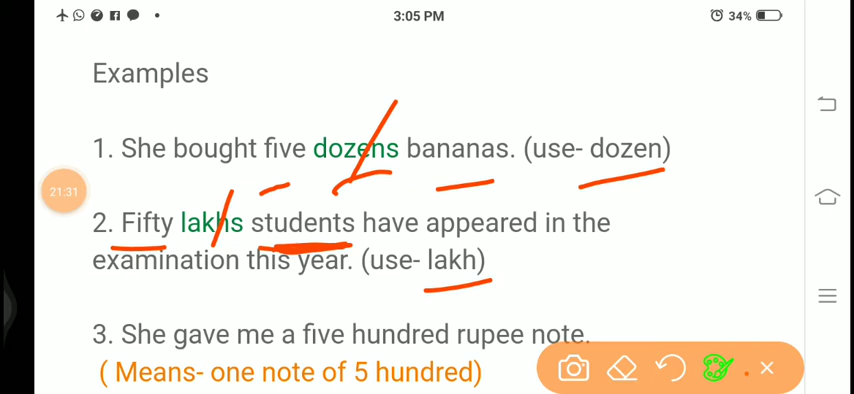 3:05 PM
34%
Examples
1. She bought five dozens bananas. (use- dozen)
21:31
2. Fifty lakhs students have appeared in the
examination this year. (use- lakh)
3. She gave me a five hundred rupee note.
( Means- one note of 5 hundred)